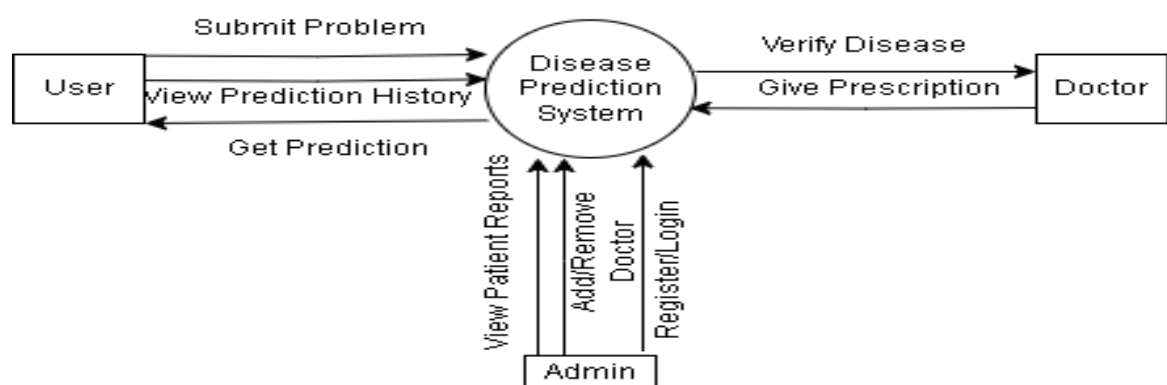 Submit Problem
User
View Prediction History
Get Prediction
Disease
Prediction
System
Verify Disease
Give Prescription
Doctor
View Patient Reports
Add/Remove
Doctor
Register/Login
Admin